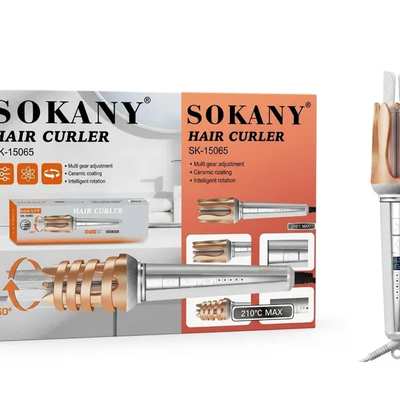 SOKANY®
HAIR CURLER
K-15065
• Multi gear adjustment
• Ceramic coating
• Intelligent rotation
HAIR CURLER
SOKANY®
HAIR CURLER
SK-15065
• Multi gear adjustment
• Ceramic coating
• Intelligent rotation
210°C MAX